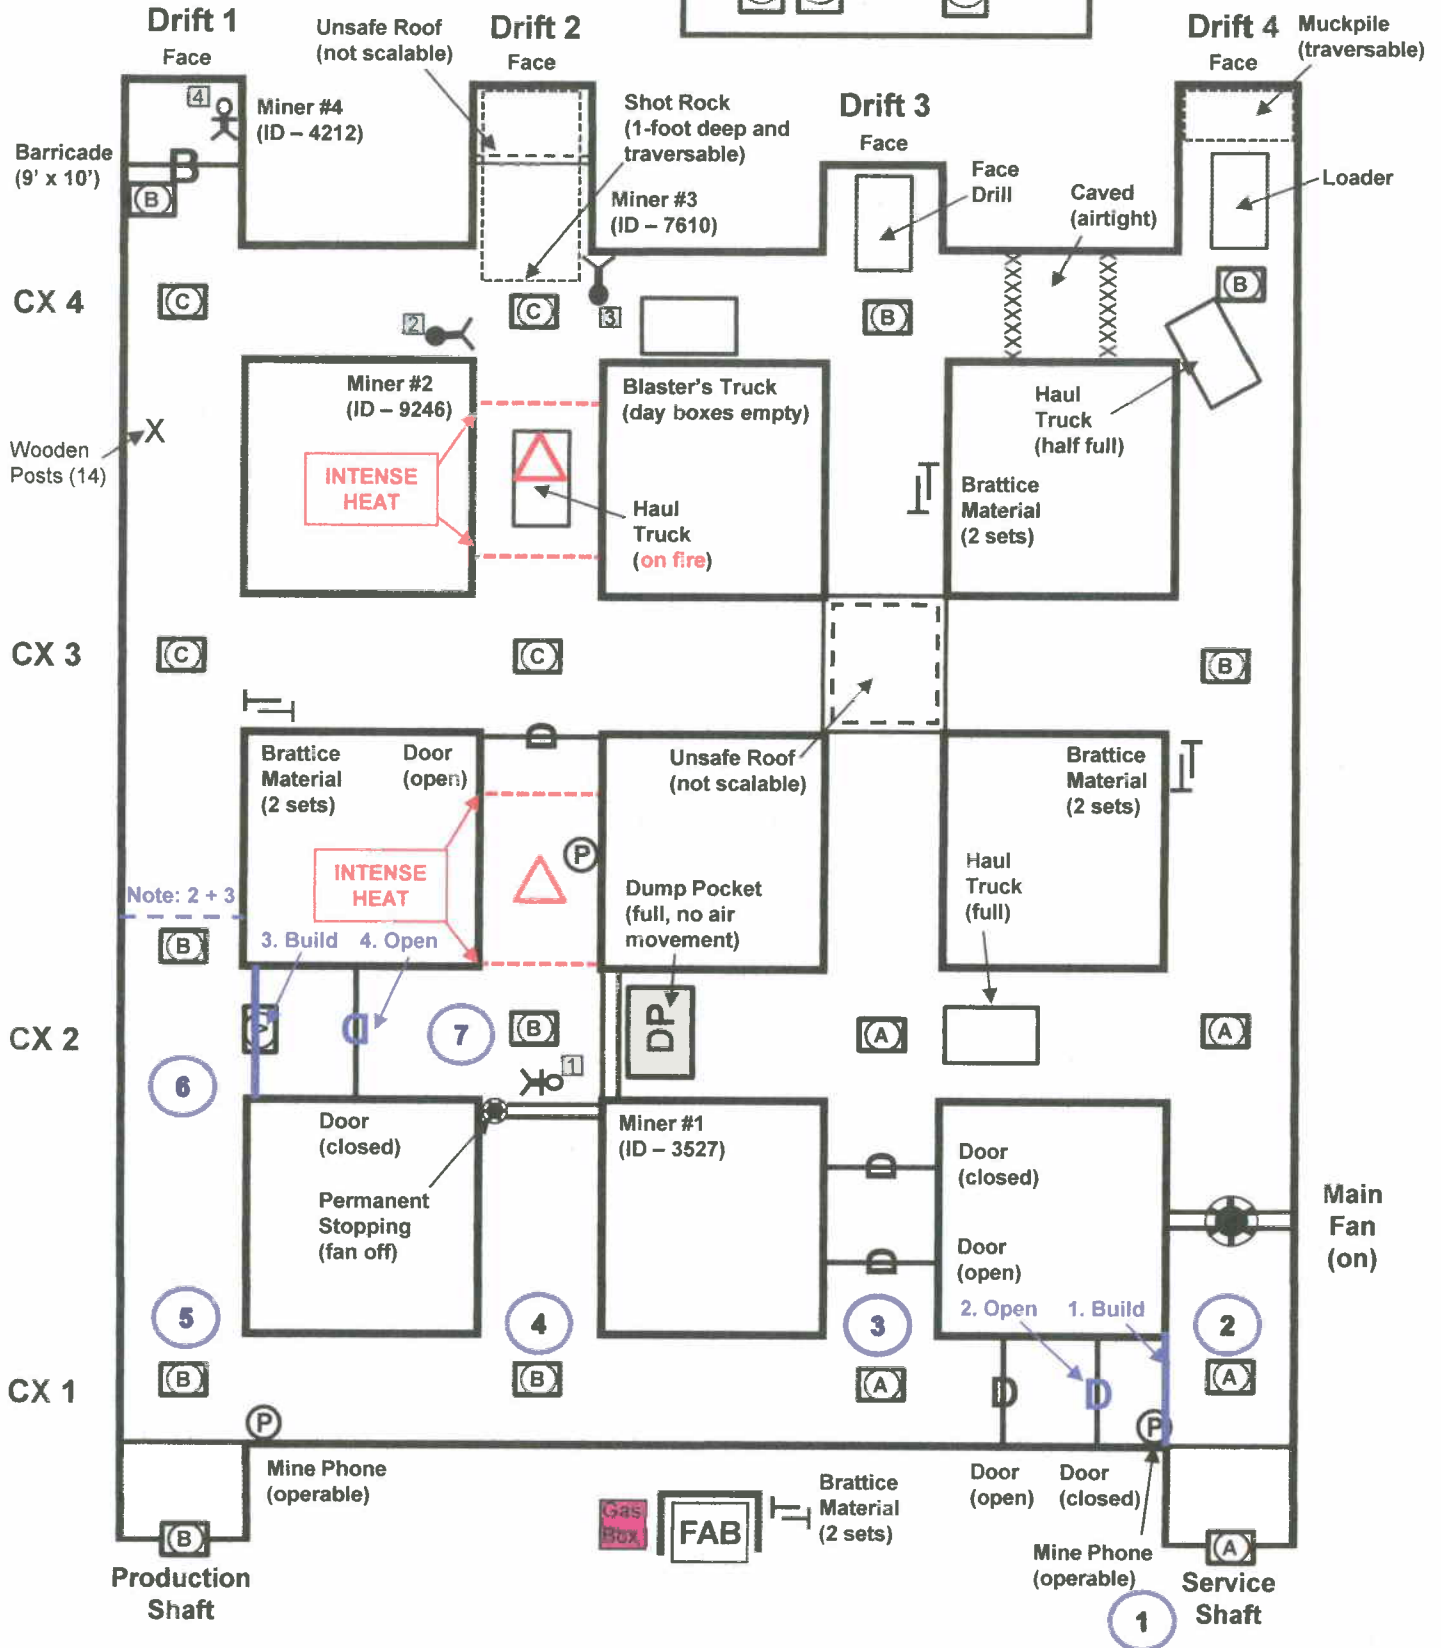 Drift 1
Face
Unsafe Roof
(not scalable)
Drift 2
Face
Drift 3
Face
Drift 4
Face
Muckpile
(traversable)
4
Miner #4
(ID – 4212)
Shot Rock
(1-foot deep and
traversable)
Barricade
(9' x 10')
B
B
Miner #3
(ID – 7610)
Face
Drill
Caved
(airtight)
Loader
CX 4
C
2
C
3
B
B
Miner #2
(ID – 9246)
Blaster's Truck
(day boxes empty)
Haul
Truck
(half full)
X
Wooden
Posts (14)
INTENSE
HEAT
Haul
Truck
(on fire)
Brattice
Material
(2 sets)
CX 3
C
C
B
D
Brattice
Material
(2 sets)
Door
(open)
Unsafe Roof
(not scalable)
Brattice
Material
(2 sets)
INTENSE
HEAT
P
Note: 2 + 3
B
3. Build
4. Open
Dump Pocket
(full, no air
movement)
Haul
Truck
(full)
CX 2
D
7
B
DP
A
A
6
1
Door
(closed)
Permanent
Stopping
(fan off)
Miner #1
(ID – 3527)
D
Door
(closed)
D
Door
(open)
Main
Fan
(on)
5
4
3
2. Open
1. Build
2
CX 1
B
B
A
D
D
A
P
P
Mine Phone
(operable)
Gas
Box
FAB
Brattice
Material
(2 sets)
Door
(open)
Door
(closed)
Mine Phone
(operable)
B
Production
Shaft
A
Service
Shaft
1